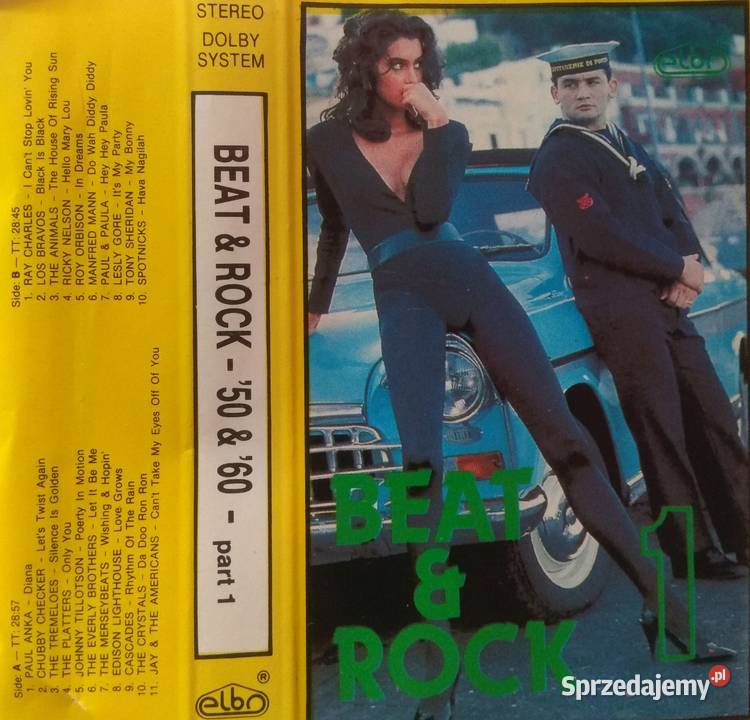 Side: A — TT: 28:57
1. PAUL ANKA - Diana
2. CHUBBY CHECKER - Let's Twist Again
3. THE TREMELOES - Silence Is Golden
4. THE PLATTERS - Only You
5. JOHNNY TILLOTSON - Poerty In Motion
6. THE EVERLY BROTHERS - Let It Be Me
7. THE MERSEYBEATS - Wishing & Hopin'
8. EDISON LIGHTHOUSE - Love Grows
9. CASCADES - Rhythm Of The Rain
10. THE CRYSTALS - Da Doo Ron Ron
11. JAY & THE AMERICANS - Can't Take My Eyes Off Of You
Side: B — TT: 28:45
1. RAY CHARLES - I Can't Stop Lovin' You
2. LOS BRAVOS - Black Is Black
3. THE ANIMALS - The House Of Rising Sun
4. RICKY NELSON - Hello Mary Lou
5. ROY ORBISON - In Dreams
6. MANFRED MANN - Do Wah Diddy Diddy
7. PAUL & PAULA - Hey Hey Paula
8. LESLY GORE - It's My Party
9. TONY SHERIDAN - My Bonny
10. SPOTNICKS - Hava Nagilah
STEREO
DOLBY
SYSTEM
BEAT & ROCK - '50 & '60 - part 1
elbo ®
elbo
BEAT
&
ROCK
1
Sprzedajemy.pl